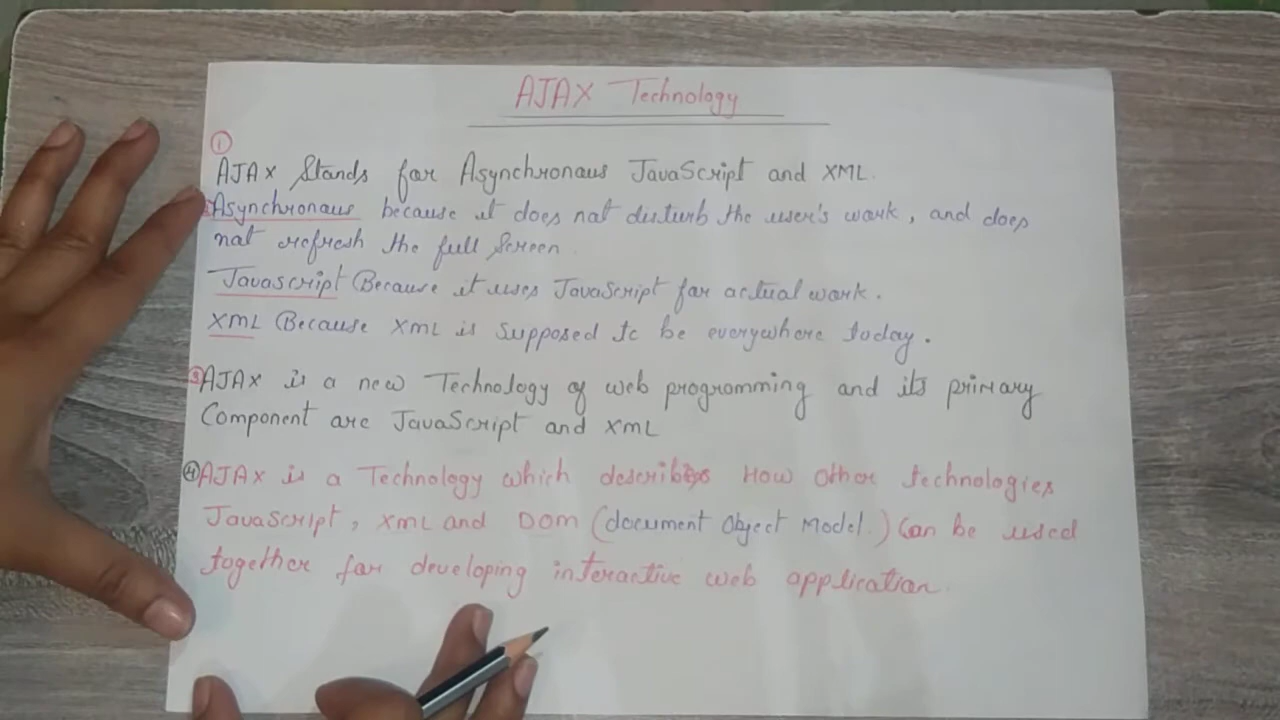 AJAX Technology
①
AJAX Stands for Asynchronous JavaScript and XML.
Asynchronous because it does not disturb the user's work, and does
not refresh the full Screen.
Javascript (Because it uses JavaScript for actual work.
XML (Because XML is supposed to be everywhere today.
③ AJAX is a new Technology of web programming and its primary
Component are JavaScript and XML
④ AJAX is a Technology which describes How Other technologies
JavaScript, XML and DOM (document Object Model.) Can be used
together for developing interactive web application.